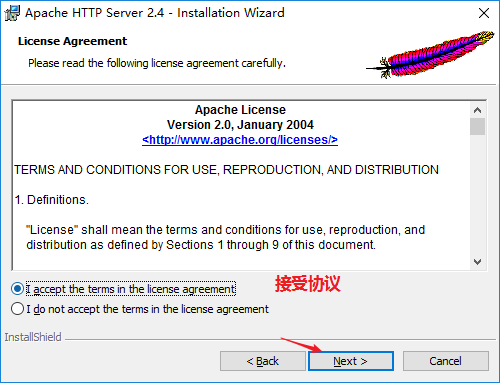 Apache HTTP Server 2.4 - Installation Wizard
License Agreement
Please read the following license agreement carefully.
Apache License
Version 2.0, January 2004
<http://www.apache.org/licenses/>
TERMS AND CONDITIONS FOR USE, REPRODUCTION, AND DISTRIBUTION
1. Definitions.
"License" shall mean the terms and conditions for use, reproduction, and
distribution as defined by Sections 1 through 9 of this document.
I accept the terms in the license agreement
接受协议
I do not accept the terms in the license agreement
InstallShield
< Back
Next >
Cancel